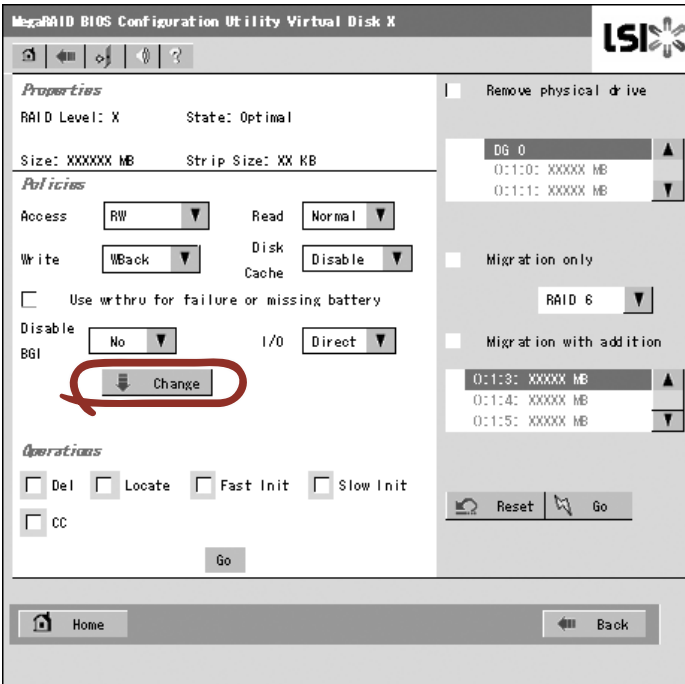 MegaRAID BIOS Configuration Utility Virtual Disk X
LSI
Properties
RAID Level: X State: Optimal
Size: XXXXXX MB Strip Size: XX KB
Policies
Access RW Read Normal
Write WBack Disk Cache Disable
Use wrthru for failure or missing battery
Disable BGI No I/O Direct
Change
Operations
Del Locate Fast Init Slow Init
CC
Go
Remove physical drive
DG 0
0:1:0: XXXXX MB
0:1:1: XXXXX MB
Migration only
RAID 6
Migration with addition
0:1:3: XXXXX MB
0:1:4: XXXXX MB
0:1:5: XXXXX MB
Reset Go
Home Back